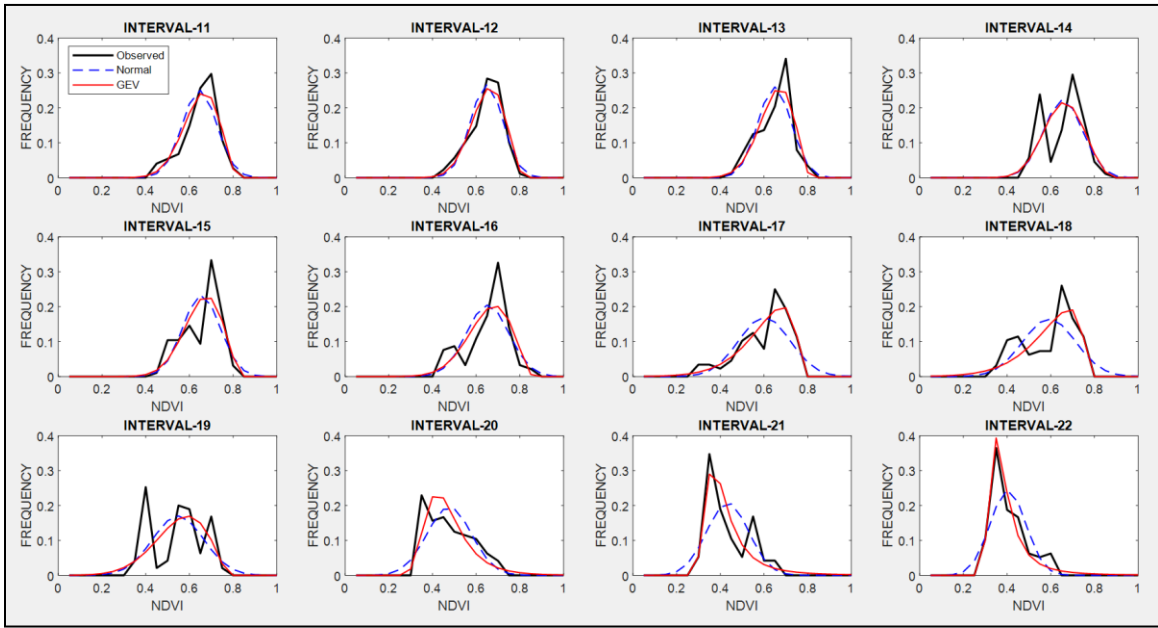 INTERVAL-11
0.4
0.3
0.2
0.1
0
FREQUENCY
Observed
Normal
GEV
0 0.2 0.4 0.6 0.8 1
NDVI
INTERVAL-12
0.4
0.3
0.2
0.1
0
FREQUENCY
0 0.2 0.4 0.6 0.8 1
NDVI
INTERVAL-13
0.4
0.3
0.2
0.1
0
FREQUENCY
0 0.2 0.4 0.6 0.8 1
NDVI
INTERVAL-14
0.4
0.3
0.2
0.1
0
FREQUENCY
0 0.2 0.4 0.6 0.8 1
NDVI
INTERVAL-15
0.4
0.3
0.2
0.1
0
FREQUENCY
0 0.2 0.4 0.6 0.8 1
NDVI
INTERVAL-16
0.4
0.3
0.2
0.1
0
FREQUENCY
0 0.2 0.4 0.6 0.8 1
NDVI
INTERVAL-17
0.4
0.3
0.2
0.1
0
FREQUENCY
0 0.2 0.4 0.6 0.8 1
NDVI
INTERVAL-18
0.4
0.3
0.2
0.1
0
FREQUENCY
0 0.2 0.4 0.6 0.8 1
NDVI
INTERVAL-19
0.4
0.3
0.2
0.1
0
FREQUENCY
0 0.2 0.4 0.6 0.8 1
NDVI
INTERVAL-20
0.4
0.3
0.2
0.1
0
FREQUENCY
0 0.2 0.4 0.6 0.8 1
NDVI
INTERVAL-21
0.4
0.3
0.2
0.1
0
FREQUENCY
0 0.2 0.4 0.6 0.8 1
NDVI
INTERVAL-22
0.4
0.3
0.2
0.1
0
FREQUENCY
0 0.2 0.4 0.6 0.8 1
NDVI